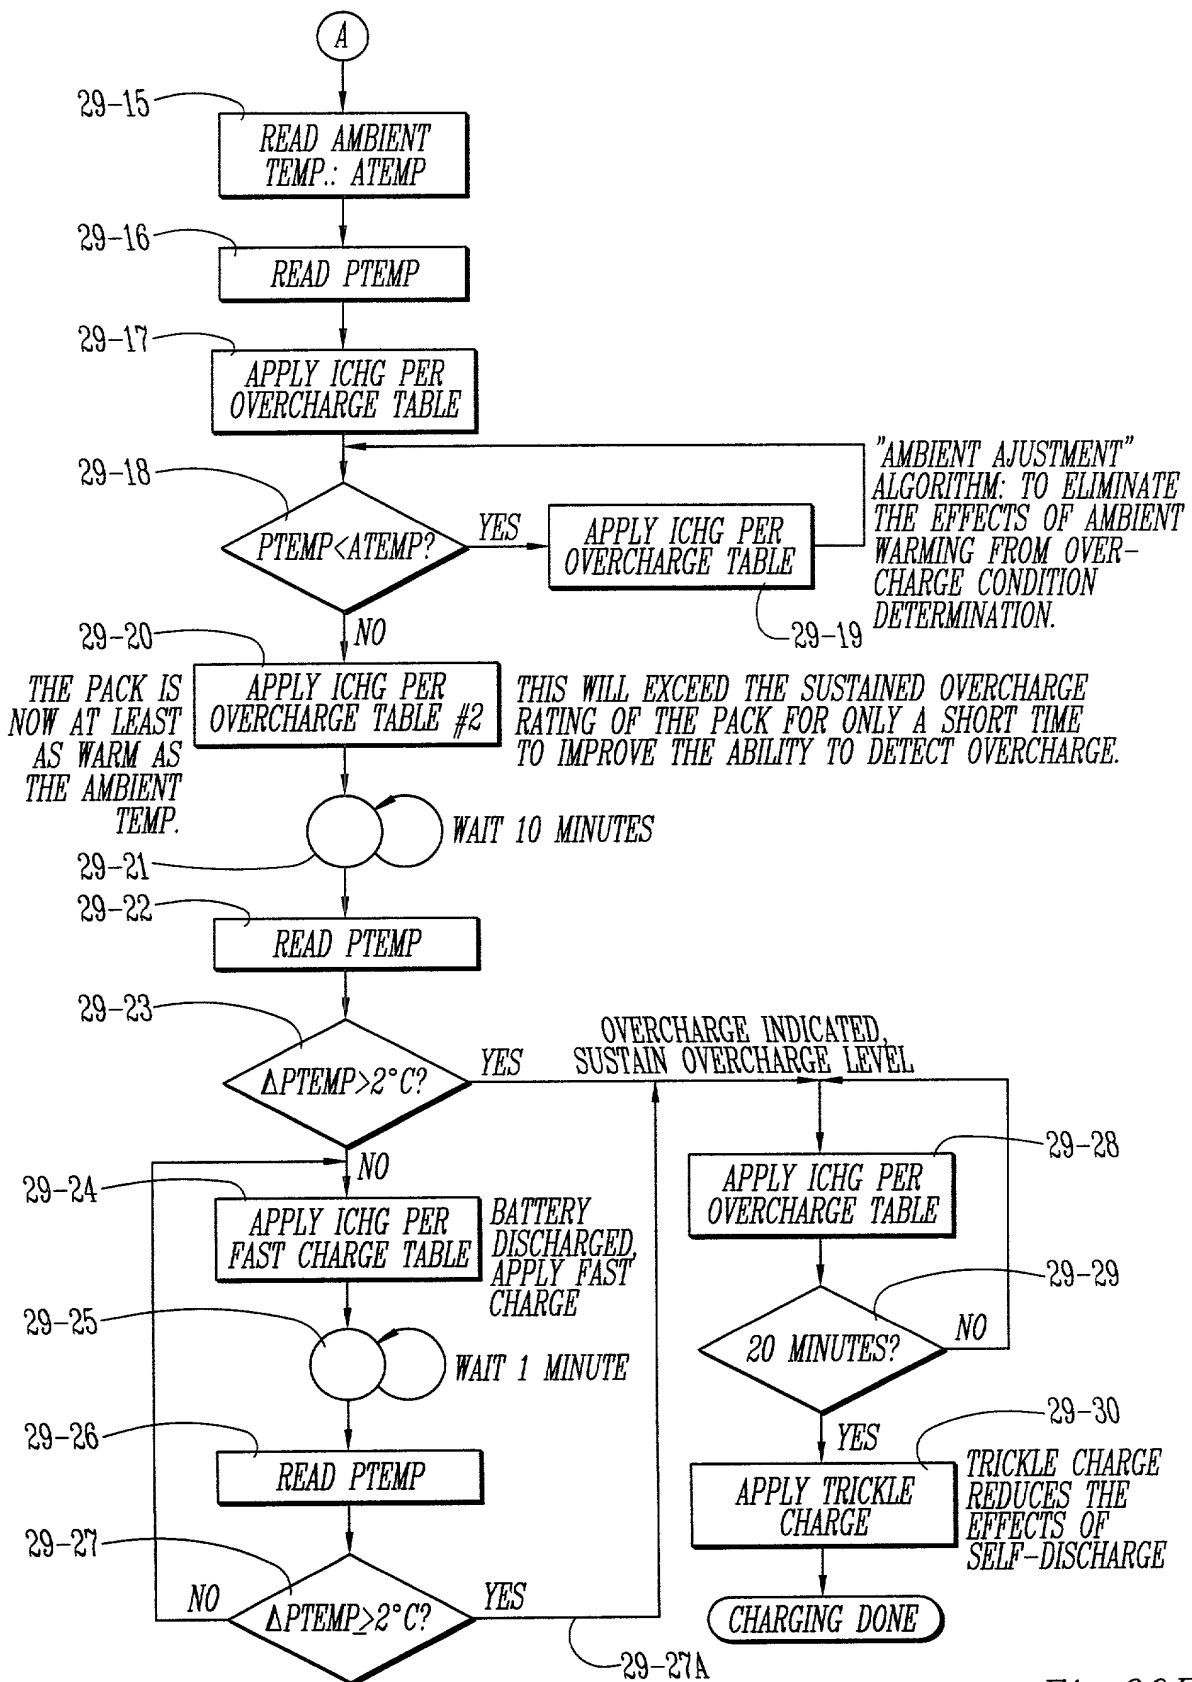 A
29-15
READ AMBIENT
TEMP.: ATEMP
29-16
READ PTEMP
29-17
APPLY ICHG PER
OVERCHARGE TABLE
29-18
PTEMP<ATEMP?
YES
APPLY ICHG PER
OVERCHARGE TABLE
29-19
"AMBIENT AJUSTMENT"
ALGORITHM: TO ELIMINATE
THE EFFECTS OF AMBIENT
WARMING FROM OVER-
CHARGE CONDITION
DETERMINATION.
NO
29-20
THE PACK IS
NOW AT LEAST
AS WARM AS
THE AMBIENT
TEMP.
APPLY ICHG PER
OVERCHARGE TABLE #2
THIS WILL EXCEED THE SUSTAINED OVERCHARGE
RATING OF THE PACK FOR ONLY A SHORT TIME
TO IMPROVE THE ABILITY TO DETECT OVERCHARGE.
WAIT 10 MINUTES
29-21
29-22
READ PTEMP
29-23
ΔPTEMP>2°C?
YES
OVERCHARGE INDICATED,
SUSTAIN OVERCHARGE LEVEL
NO
29-24
APPLY ICHG PER
FAST CHARGE TABLE
BATTERY
DISCHARGED,
APPLY FAST
CHARGE
29-25
WAIT 1 MINUTE
29-26
READ PTEMP
29-27
ΔPTEMP≥2°C?
NO
YES
29-27A
29-28
APPLY ICHG PER
OVERCHARGE TABLE
29-29
20 MINUTES?
NO
YES
29-30
APPLY TRICKLE
CHARGE
TRICKLE CHARGE
REDUCES THE
EFFECTS OF
SELF-DISCHARGE
CHARGING DONE